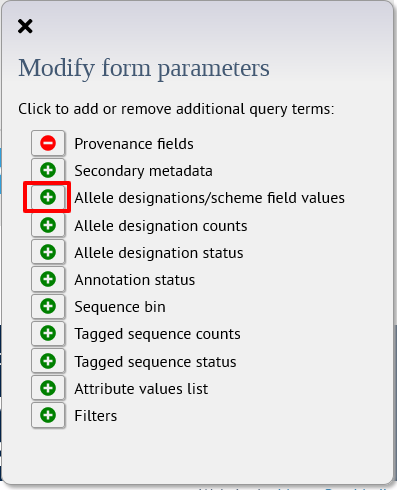 Modify form parameters
Click to add or remove additional query terms:
Provenance fields
Secondary metadata
Allele designations/scheme field values
Allele designation counts
Allele designation status
Annotation status
Sequence bin
Tagged sequence counts
Tagged sequence status
Attribute values list
Filters